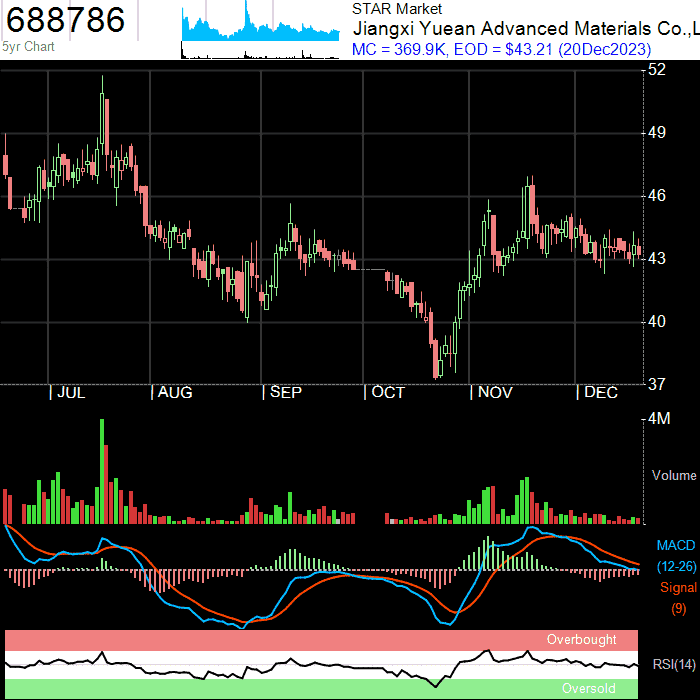 688786
5yr Chart
STAR Market
Jiangxi Yuean Advanced Materials Co.,L
MC = 369.9K, EOD = $43.21 (20Dec2023)
52
49
46
43
40
37
JUL
AUG
SEP
OCT
NOV
DEC
4M
Volume
MACD
(12-26)
Signal
(9)
Overbought
RSI(14)
Oversold